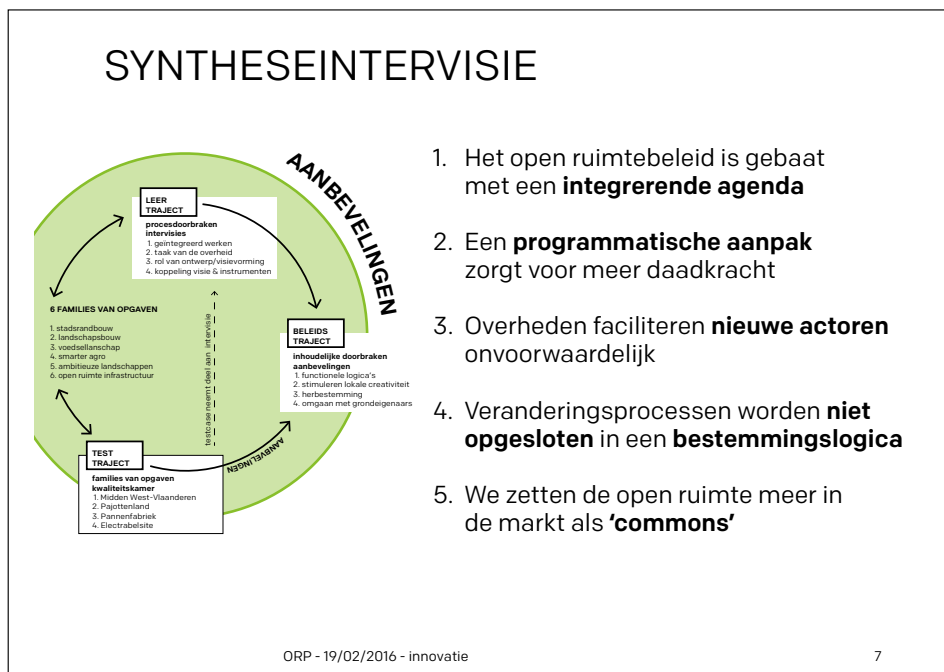 SYNTHESEINTERVISIE
AANBEVELINGEN
LEER
TRAJECT
procesdoorbraken
intervisies
1. geïntegreerd werken
2. taak van de overheid
3. rol van ontwerp/visievorming
4. koppeling visie & instrumenten
6 FAMILIES VAN OPGAVEN
1. stadsrandbouw
2. landschapsbouw
3. voedsellanschap
4. smarter agro
5. ambitieuze landschappen
6. open ruimte infrastructuur
testcase neemt deel aan intervisie
BELEIDS
TRAJECT
inhoudelijke doorbraken
aanbevelingen
1. functionele logica's
2. stimuleren lokale creativiteit
3. herbestemming
4. omgaan met grondeigenaars
AANBVELINGEN
TEST
TRAJECT
families van opgaven
kwaliteitskamer
1. Midden West-Vlaanderen
2. Pajottenland
3. Pannenfabriek
4. Electrabelsite
1. Het open ruimtebeleid is gebaat
met een integrerende agenda
2. Een programmatische aanpak
zorgt voor meer daadkracht
3. Overheden faciliteren nieuwe actoren
onvoorwaardelijk
4. Veranderingsprocessen worden niet
opgesloten in een bestemmingslogica
5. We zetten de open ruimte meer in
de markt als ‘commons’
ORP - 19/02/2016 - innovatie
7